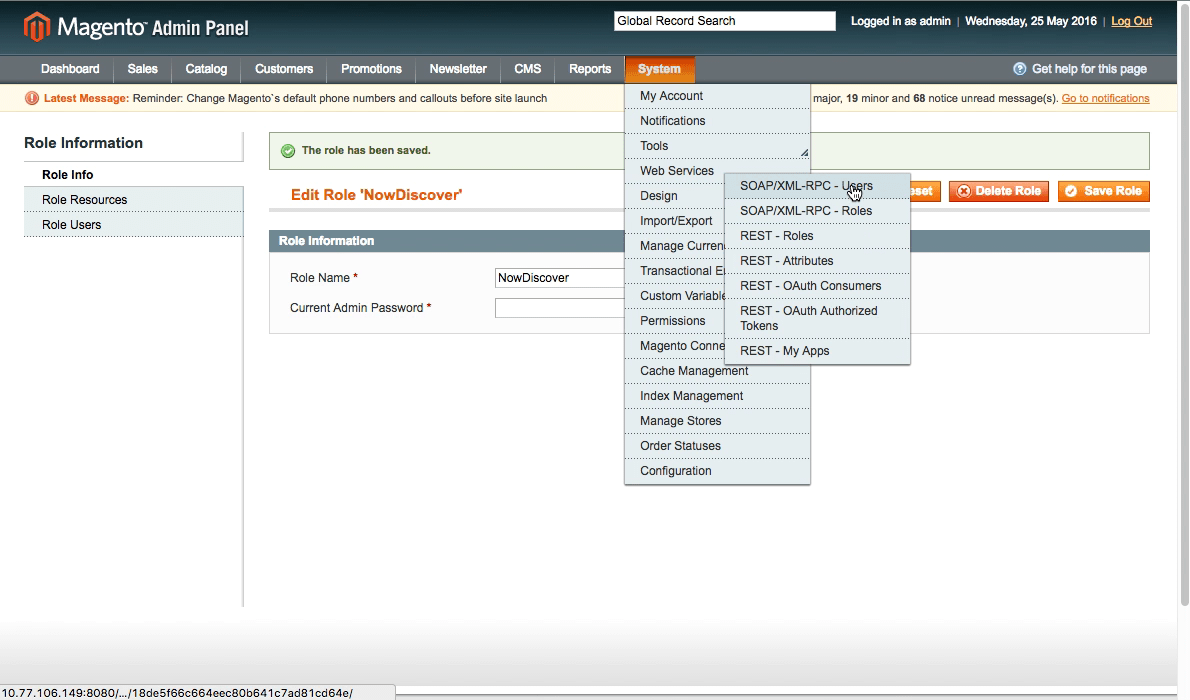 Magento™ Admin Panel
Global Record Search
Logged in as admin | Wednesday, 25 May 2016 | Log Out
Dashboard Sales Catalog Customers Promotions Newsletter CMS Reports System Get help for this page
Latest Message: Reminder: Change Magento`s default phone numbers and callouts before site launch
major, 19 minor and 68 notice unread message(s). Go to notifications
Role Information
Role Info
Role Resources
Role Users
The role has been saved.
Edit Role 'NowDiscover'
Delete Role
Save Role
Role Information
Role Name *
NowDiscover
Current Admin Password *
My Account
Notifications
Tools
Web Services
Design
Import/Export
Manage Curren
Transactional E
Custom Variable
Permissions
Magento Conne
Cache Management
Index Management
Manage Stores
Order Statuses
Configuration
SOAP/XML-RPC - Users
SOAP/XML-RPC - Roles
REST - Roles
REST - Attributes
REST - OAuth Consumers
REST - OAuth Authorized
Tokens
REST - My Apps
10.77.106.149:8080/.../18de5f66c664eec80b641c7ad81cd64e/